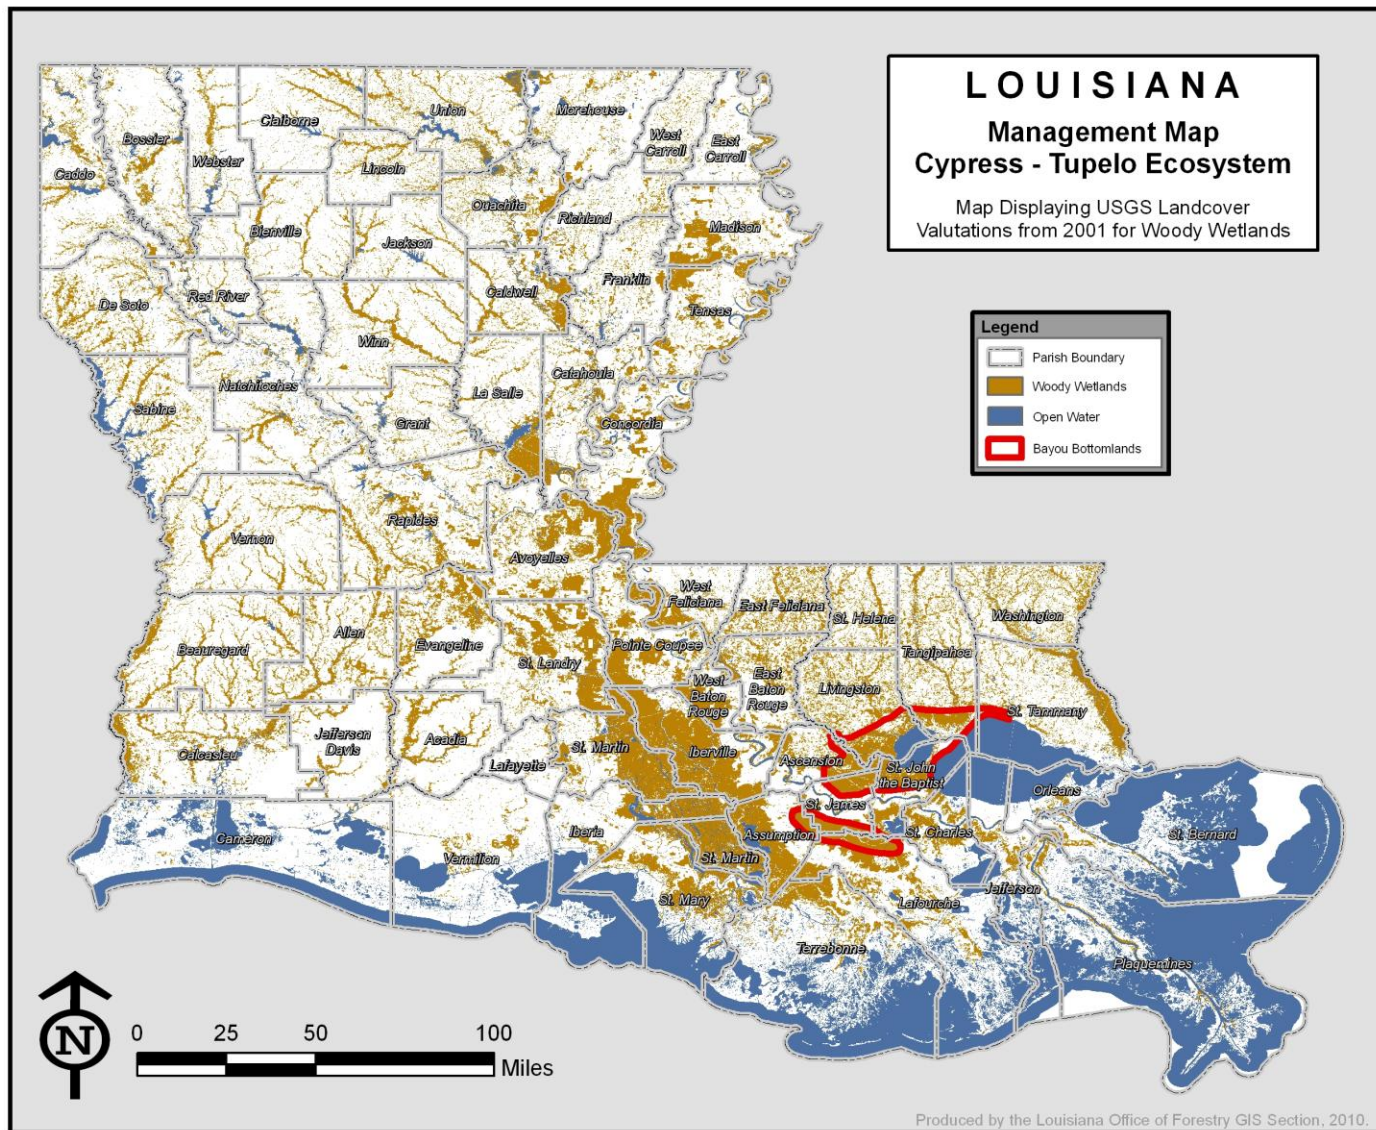 LOUISIANA
Management Map
Cypress - Tupelo Ecosystem
Map Displaying USGS Landcover
Valutations from 2001 for Woody Wetlands
Legend
Parish Boundary
Woody Wetlands
Open Water
Bayou Bottomlands
Caddo
Bossier
Webster
Claiborne
Union
Morehouse
West
Carroll
East
Carroll
Lincoln
Ouachita
Richland
Madison
Bienville
Jackson
De Soto
Red River
Caldwell
Franklin
Tensas
Winn
Natchitoches
Sabine
Grant
La Salle
Catahoula
Concordia
Vernon
Rapides
Avoyelles
West
Feliciana
East Feliciana
St. Helena
Washington
Beauregard
Allen
Evangeline
St. Landry
Pointe Coupee
Tangipahoa
West
Baton
Rouge
East
Baton
Rouge
Livingston
St. Tammany
Calcasieu
Jefferson
Davis
Acadia
Lafayette
St. Martin
Iberville
Ascension
St. John
the Baptist
St. James
Orleans
Cameron
Vermilion
Iberia
Assumption
St. Charles
St. Bernard
St. Martin
St. Mary
Lafourche
Jefferson
Terrebonne
Plaquemines
N
0 25 50 100
Miles
Produced by the Louisiana Office of Forestry GIS Section, 2010.